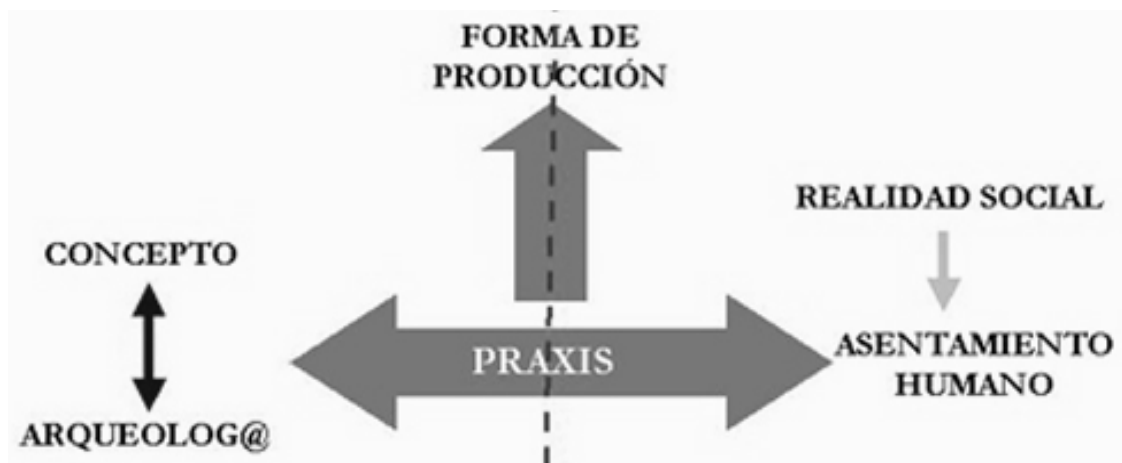 FORMA DE
PRODUCCIÓN
REALIDAD SOCIAL
CONCEPTO
PRAXIS
ASENTAMIENTO
HUMANO
ARQUEOLOG@